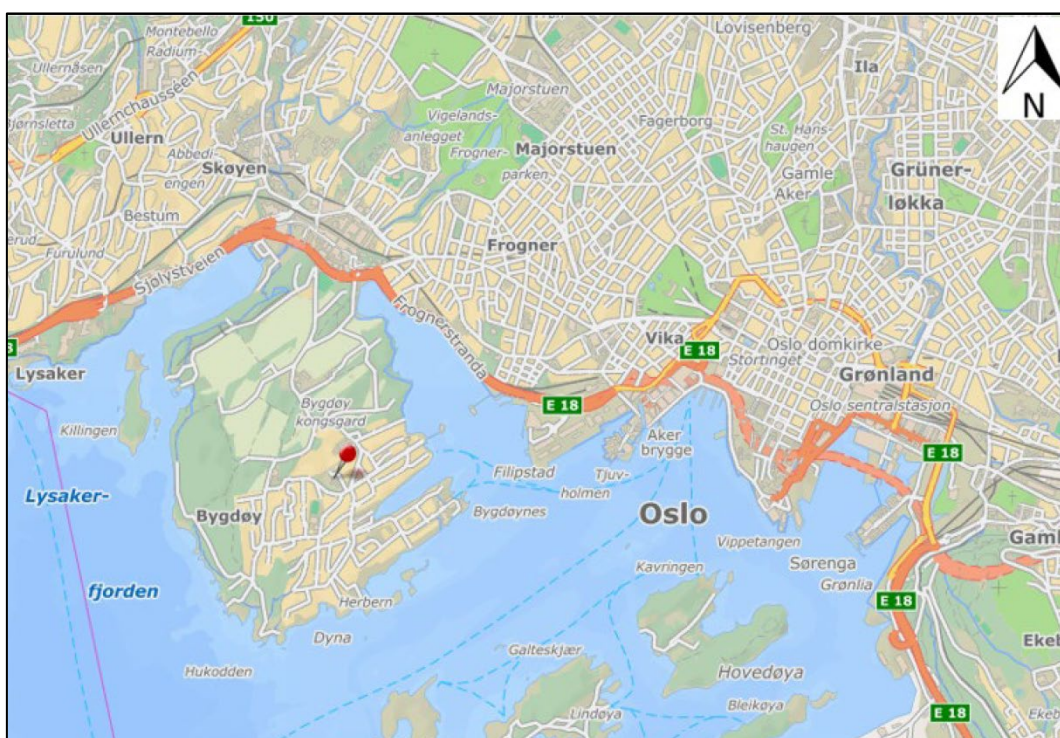 150
Montebello
Radium-
Ullernåsen
Ullernchausséen
Ullern
Abbedi-
engen
Skøyen
Bestum
Furulund
Sjølystveien
Lysaker
Killingen
Lysaker-
fjorden
Bygdøy
kongsgard
Bygdøy
Hukodden
Dyna
Herbern
Bygdøynes
Lovisenberg
Ila
N
Majorstuen
Vigelands-
anlegget
Frogner-
parken
Majorstuen
Fagerborg
St. Hans-
haugen
Gamle
Aker
Grüner-
løkka
Frogner
Frognerstranda
Vika
E 18
Stortinget
Oslo domkirke
Grønland
Oslo sentralstasjon
E 18
E 18
Filipstad
Tjuv-
holmen
Aker
brygge
Oslo
Vippetangen
Kavringen
Sørenga
Grønlia
Gaml
E 18
Ekeb
Galteskjær
Hovedøya
Lindøya
Bleikøya
Ekeb
E 18